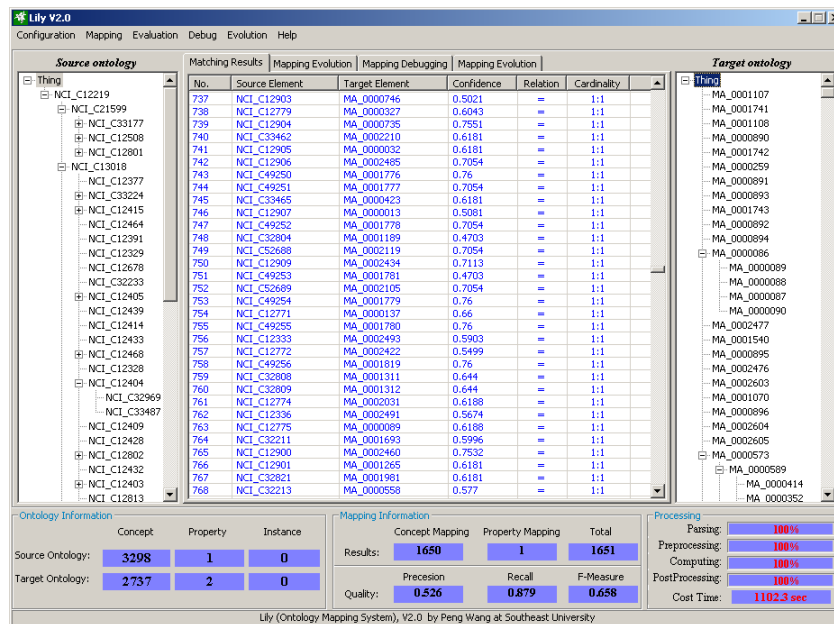 Lily V2.0
Configuration Mapping Evaluation Debug Evolution Help
Source ontology
Thing
NCI_C12219
NCI_C21599
NCI_C33177
NCI_C12508
NCI_C12801
NCI_C13018
NCI_C12377
NCI_C33224
NCI_C12415
NCI_C12464
NCI_C12391
NCI_C12329
NCI_C12678
NCI_C32233
NCI_C12405
NCI_C12439
NCI_C12414
NCI_C12433
NCI_C12468
NCI_C12328
NCI_C12404
NCI_C32969
NCI_C33487
NCI_C12409
NCI_C12428
NCI_C12802
NCI_C12432
NCI_C12403
NCI_C12813
Matching Results Mapping Evolution Mapping Debugging Mapping Evolution
No. Source Element Target Element Confidence Relation Cardinality
737 NCI_C12903 MA_0000746 0.5021 = 1:1
738 NCI_C12779 MA_0000327 0.6043 = 1:1
739 NCI_C12904 MA_0000735 0.7551 = 1:1
740 NCI_C33462 MA_0002210 0.6181 = 1:1
741 NCI_C12905 MA_0000032 0.6181 = 1:1
742 NCI_C12906 MA_0002485 0.7054 = 1:1
743 NCI_C49250 MA_0001776 0.76 = 1:1
744 NCI_C49251 MA_0001777 0.7054 = 1:1
745 NCI_C33465 MA_0000423 0.6181 = 1:1
746 NCI_C12907 MA_0000013 0.5081 = 1:1
747 NCI_C49252 MA_0001778 0.7054 = 1:1
748 NCI_C32804 MA_0001189 0.4703 = 1:1
749 NCI_C52688 MA_0002119 0.7054 = 1:1
750 NCI_C12909 MA_0002434 0.7113 = 1:1
751 NCI_C49253 MA_0001781 0.4703 = 1:1
752 NCI_C52689 MA_0002105 0.7054 = 1:1
753 NCI_C49254 MA_0001779 0.76 = 1:1
754 NCI_C12771 MA_0000137 0.66 = 1:1
755 NCI_C49255 MA_0001780 0.76 = 1:1
756 NCI_C12333 MA_0002493 0.5903 = 1:1
757 NCI_C12772 MA_0002422 0.5499 = 1:1
758 NCI_C49256 MA_0001819 0.76 = 1:1
759 NCI_C32808 MA_0001311 0.644 = 1:1
760 NCI_C32809 MA_0001312 0.644 = 1:1
761 NCI_C12774 MA_0002031 0.6188 = 1:1
762 NCI_C12336 MA_0002491 0.5674 = 1:1
763 NCI_C12775 MA_0000089 0.6188 = 1:1
764 NCI_C32211 MA_0001693 0.5996 = 1:1
765 NCI_C12900 MA_0002460 0.7532 = 1:1
766 NCI_C12901 MA_0001265 0.6181 = 1:1
767 NCI_C32821 MA_0001981 0.6181 = 1:1
768 NCI_C32213 MA_0000558 0.577 = 1:1
Target ontology
Thing
MA_0001107
MA_0001741
MA_0001108
MA_0000890
MA_0001742
MA_0000259
MA_0000891
MA_0000893
MA_0001743
MA_0000892
MA_0000894
MA_0000086
MA_0000089
MA_0000088
MA_0000087
MA_0000090
MA_0002477
MA_0001540
MA_0000895
MA_0002476
MA_0002603
MA_0001070
MA_0000896
MA_0002604
MA_0002605
MA_0000573
MA_0000589
MA_0000414
MA_0000352
Ontology Information
Concept Property Instance
Source Ontology: 3298 1 0
Target Ontology: 2737 2 0
Mapping Information
Concept Mapping Property Mapping Total
Results: 1650 1 1651
Precesion Recall F-Measure
Quality: 0.526 0.879 0.658
Processing
Parsing: 100%
Preprocessing: 100%
Computing: 100%
PostProcessing: 100%
Cost Time: 1102.3 sec
Lily (Ontology Mapping System), V2.0 by Peng Wang at Southeast University